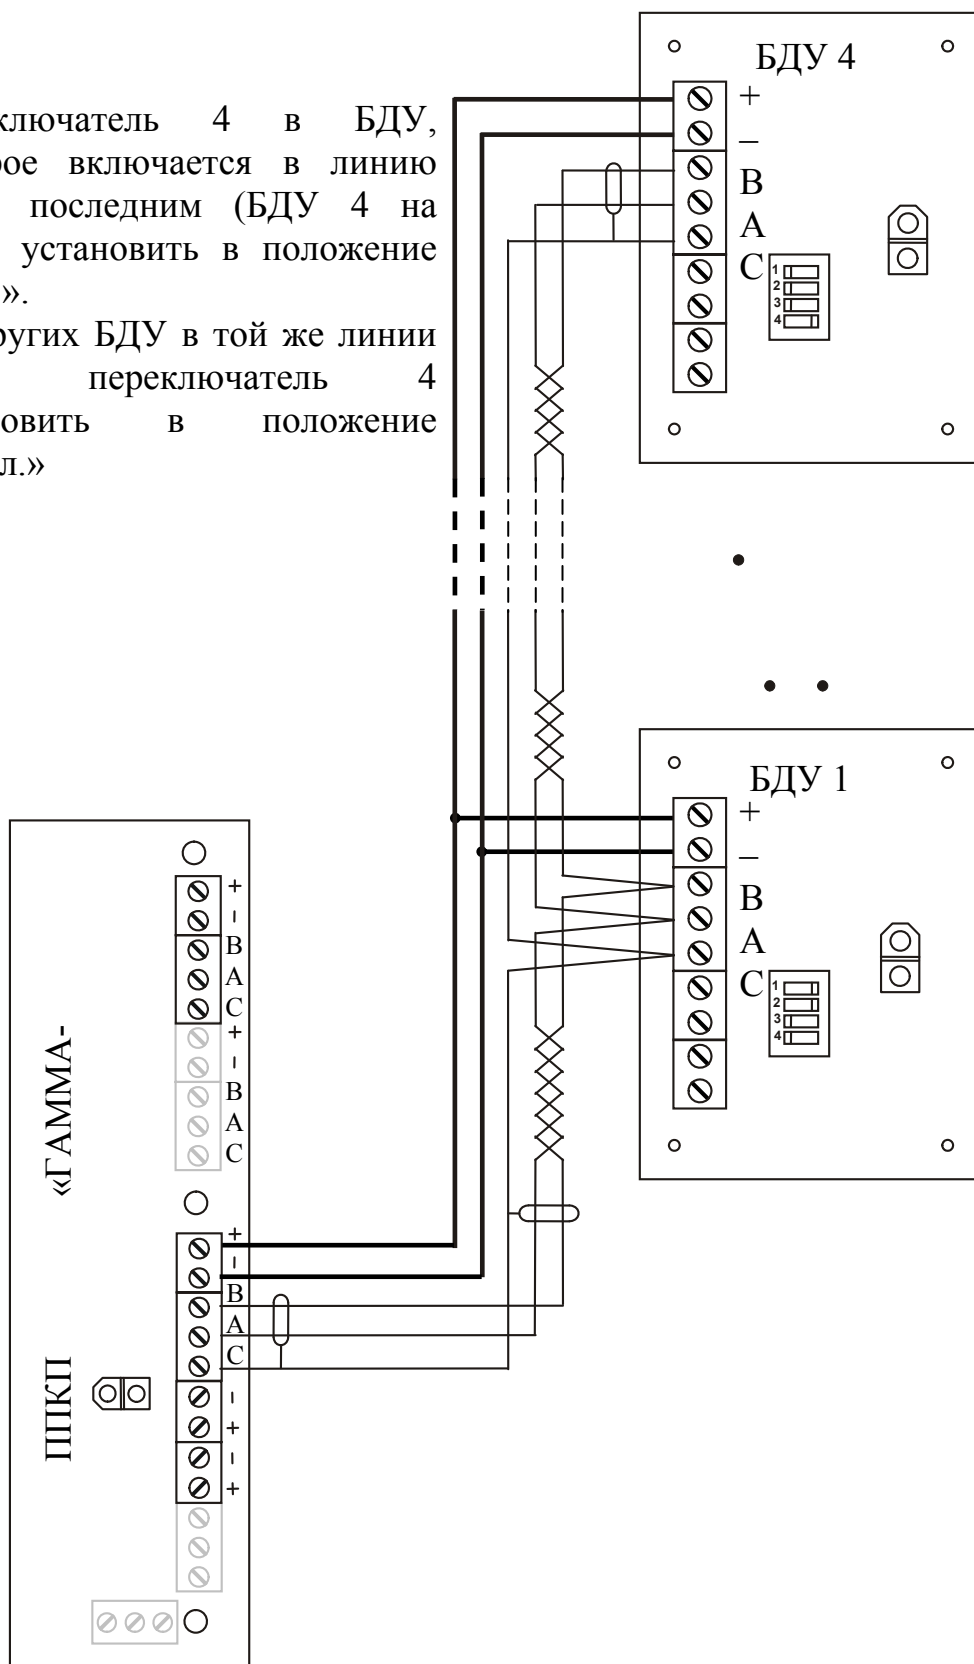 ключатель 4 в БДУ,
рое включается в линию
последним (БДУ 4 на
установить в положение
».
ругих БДУ в той же линии
переключатель 4
овить в положение
л.»
БДУ 4
+
–
B
A
C
1
2
3
4
БДУ 1
+
–
B
A
C
1
2
3
4
«ГАММА-
ППКП
+
-
B
A
C
+
-
B
A
C
+
-
B
A
C
-
+
-
+